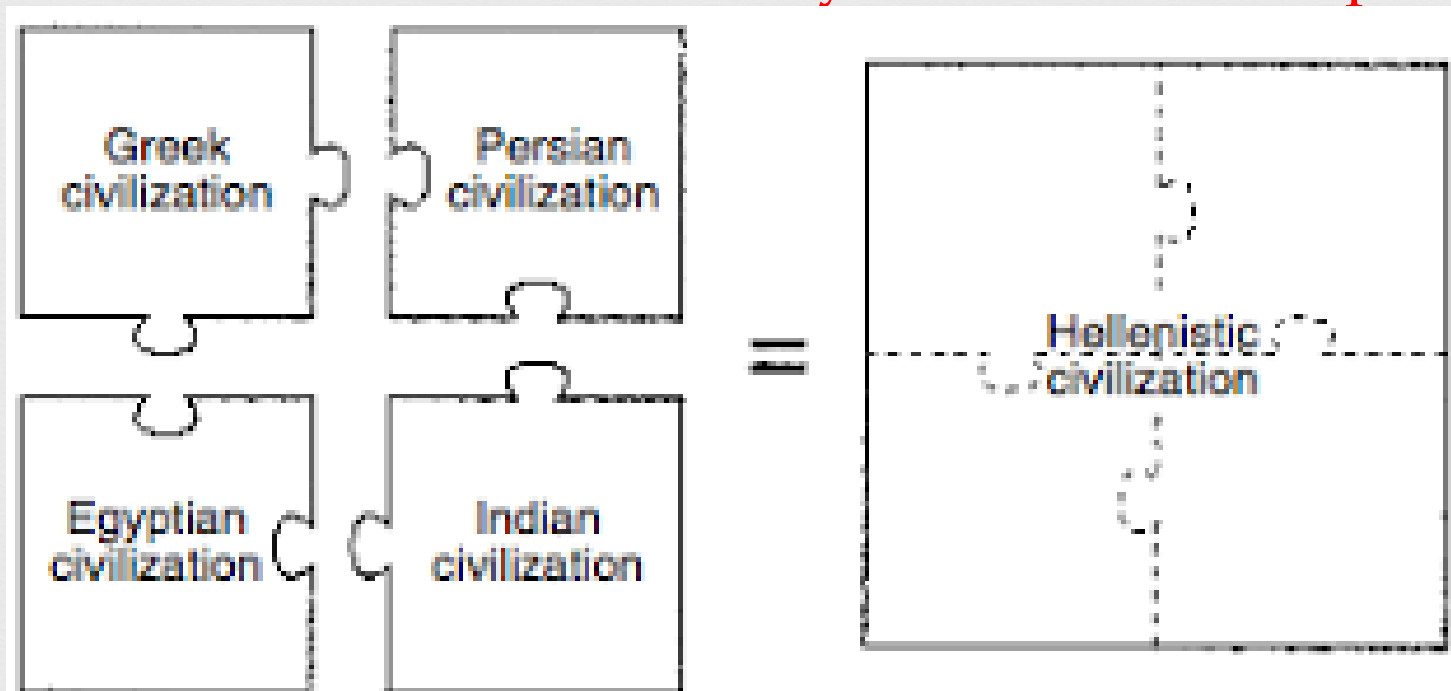 Greek
civilization
Persian
civilization
Egyptian
civilization
Indian
civilization
=
Hellenistic
civilization